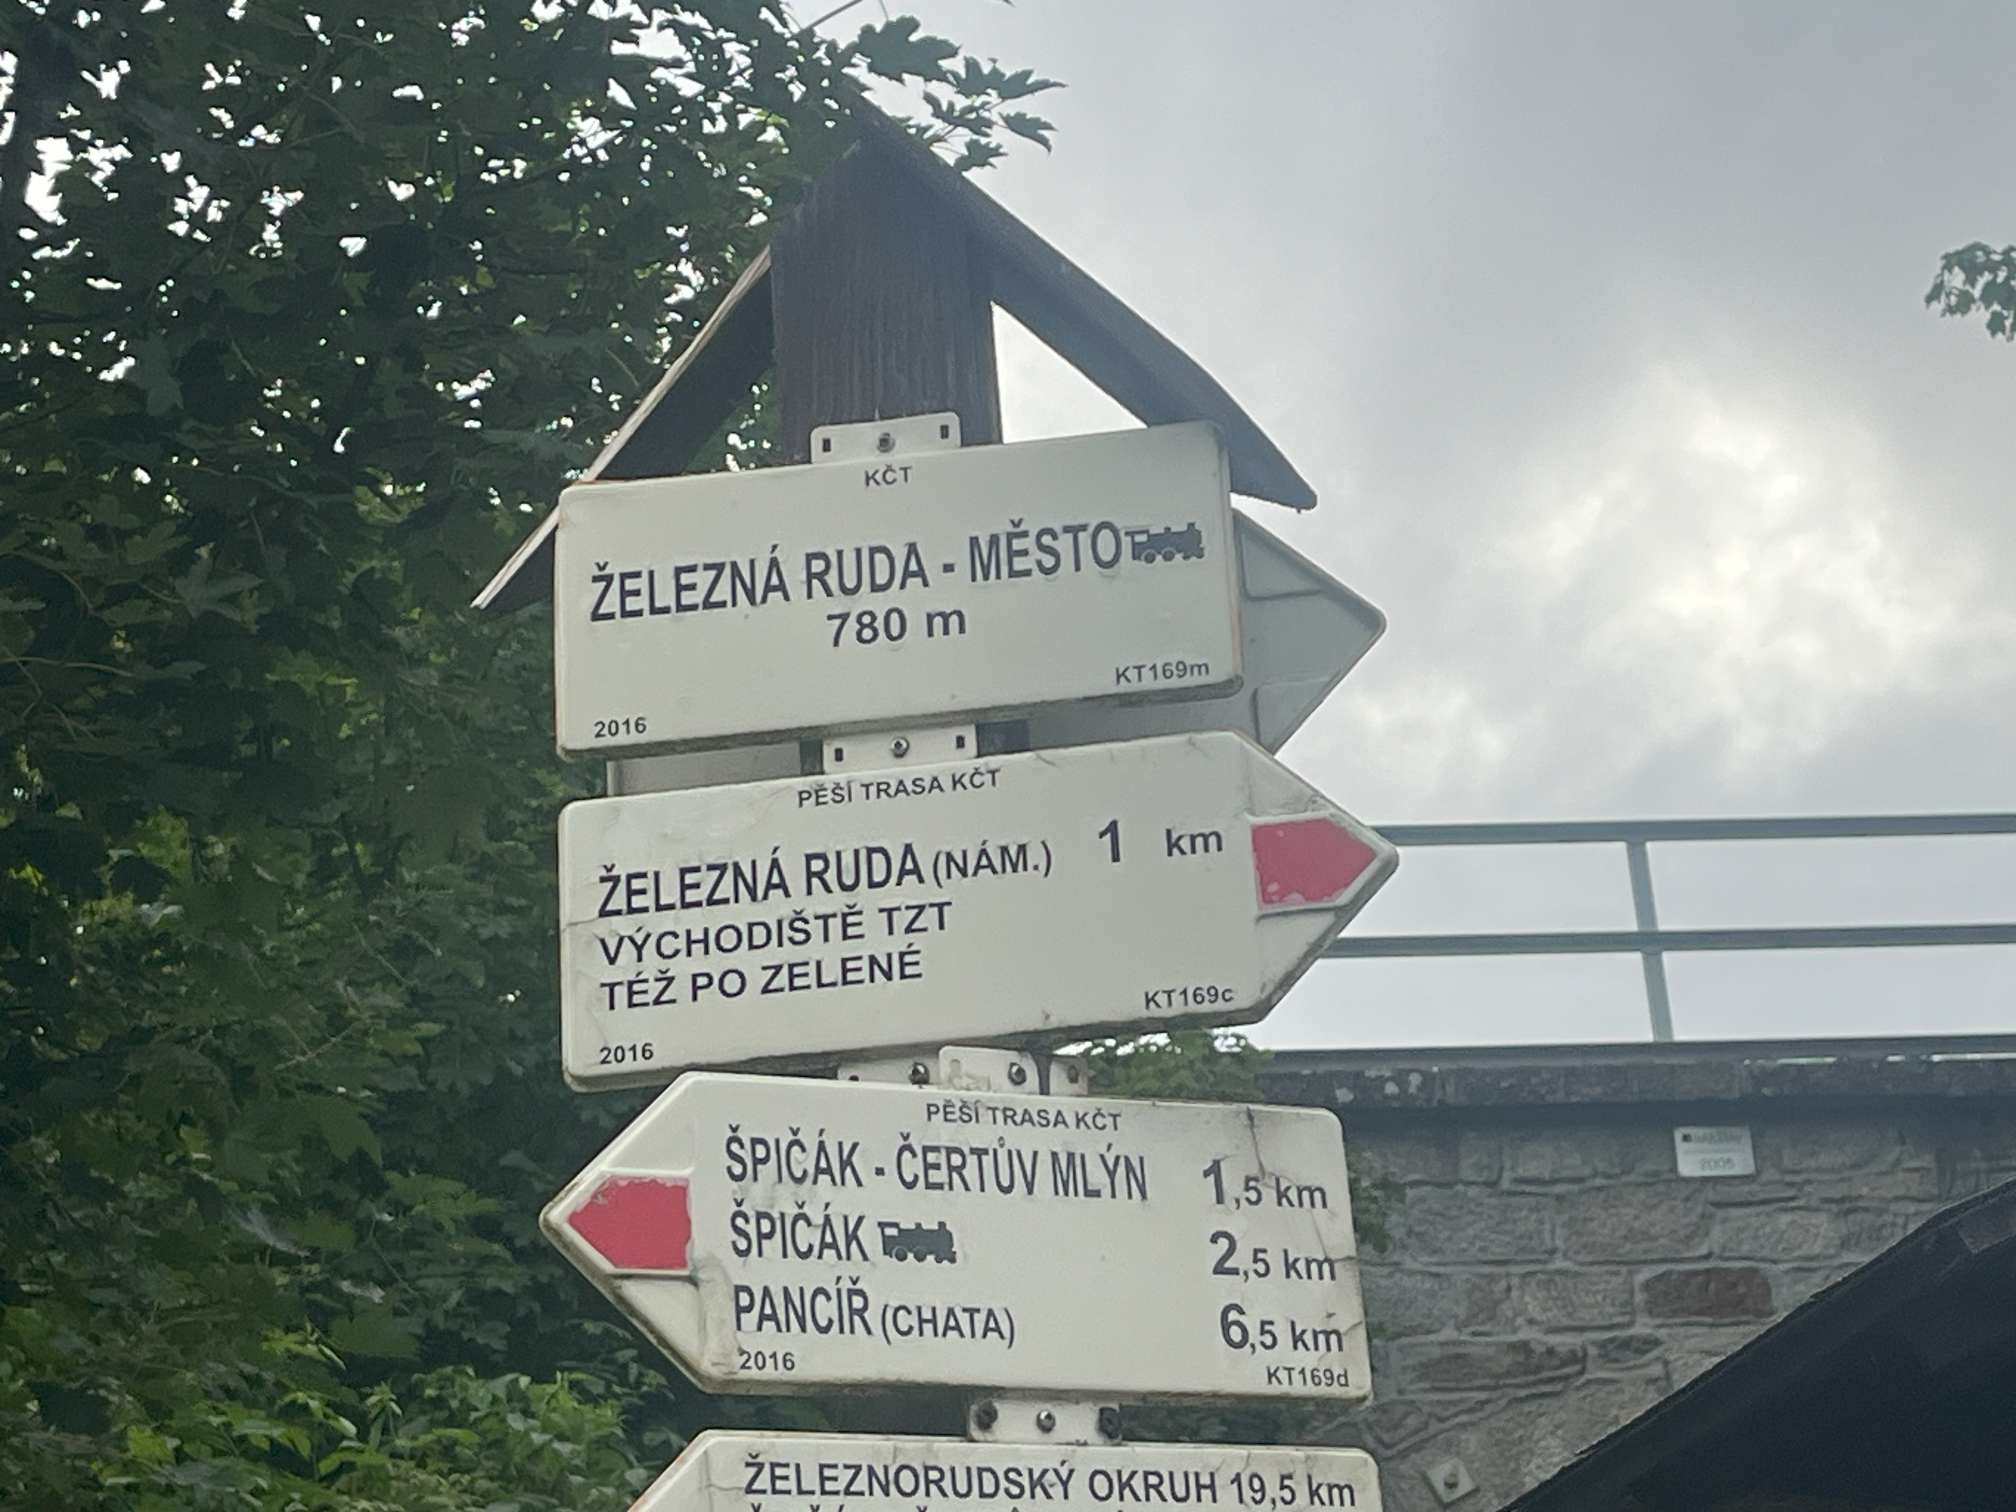 KČT
ŽELEZNÁ RUDA - MĚSTO
780 m
KT169m
2016
PĚŠÍ TRASA KČT
ŽELEZNÁ RUDA (NÁM.) 1 km
VÝCHODIŠTĚ TZT
TÉŽ PO ZELENÉ
KT169c
2016
PĚŠÍ TRASA KČT
ŠPIČÁK - ČERTŮV MLÝN 1,5 km
ŠPIČÁK 2,5 km
PANCÍŘ (CHATA) 6,5 km
2016
KT169d
ŽELEZNORUDSKÝ OKRUH 19,5 km